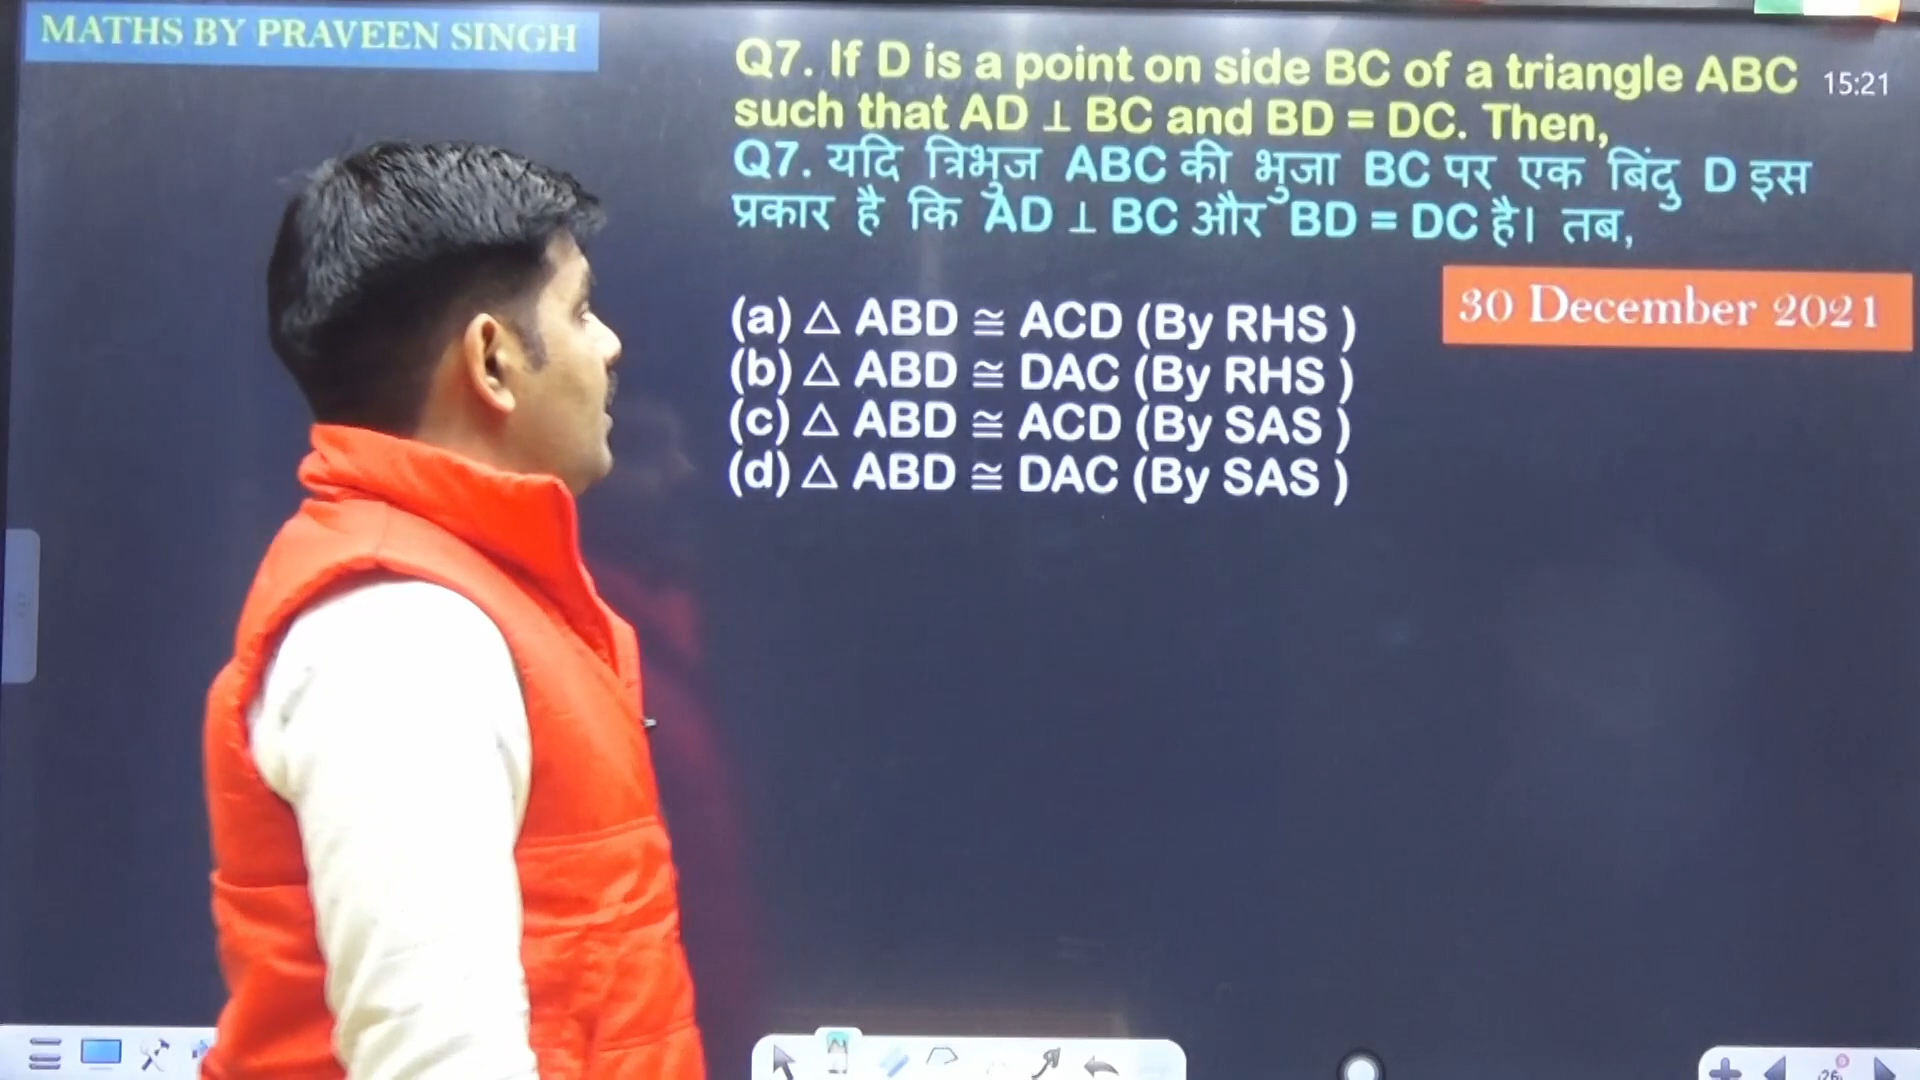 MATHS BY PRAVEEN SINGH
Q7. If D is a point on side BC of a triangle ABC
15:21
such that AD ⊥ BC and BD = DC. Then,
Q7. यदि त्रिभुज ABC की भुजा BC पर एक बिंदु D इस
प्रकार है कि AD ⊥ BC और BD = DC है। तब,
30 December 2021
(a) △ ABD ≅ ACD (By RHS )
(b) △ ABD ≅ DAC (By RHS )
(c) △ ABD ≅ ACD (By SAS )
(d) △ ABD ≅ DAC (By SAS )
26